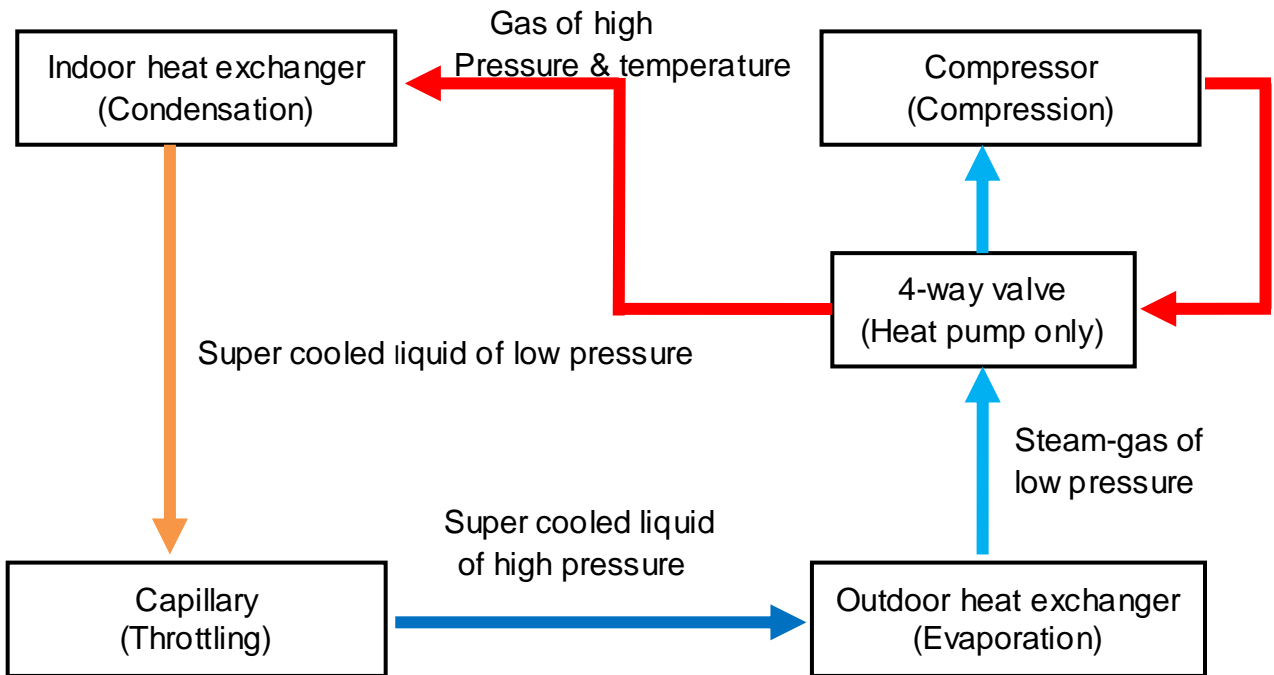 Gas of high
Pressure & temperature
Indoor heat exchanger
(Condensation)
Compressor
(Compression)
4-way valve
(Heat pump only)
Super cooled liquid of low pressure
Steam-gas of
low pressure
Super cooled liquid
of high pressure
Capillary
(Throttling)
Outdoor heat exchanger
(Evaporation)